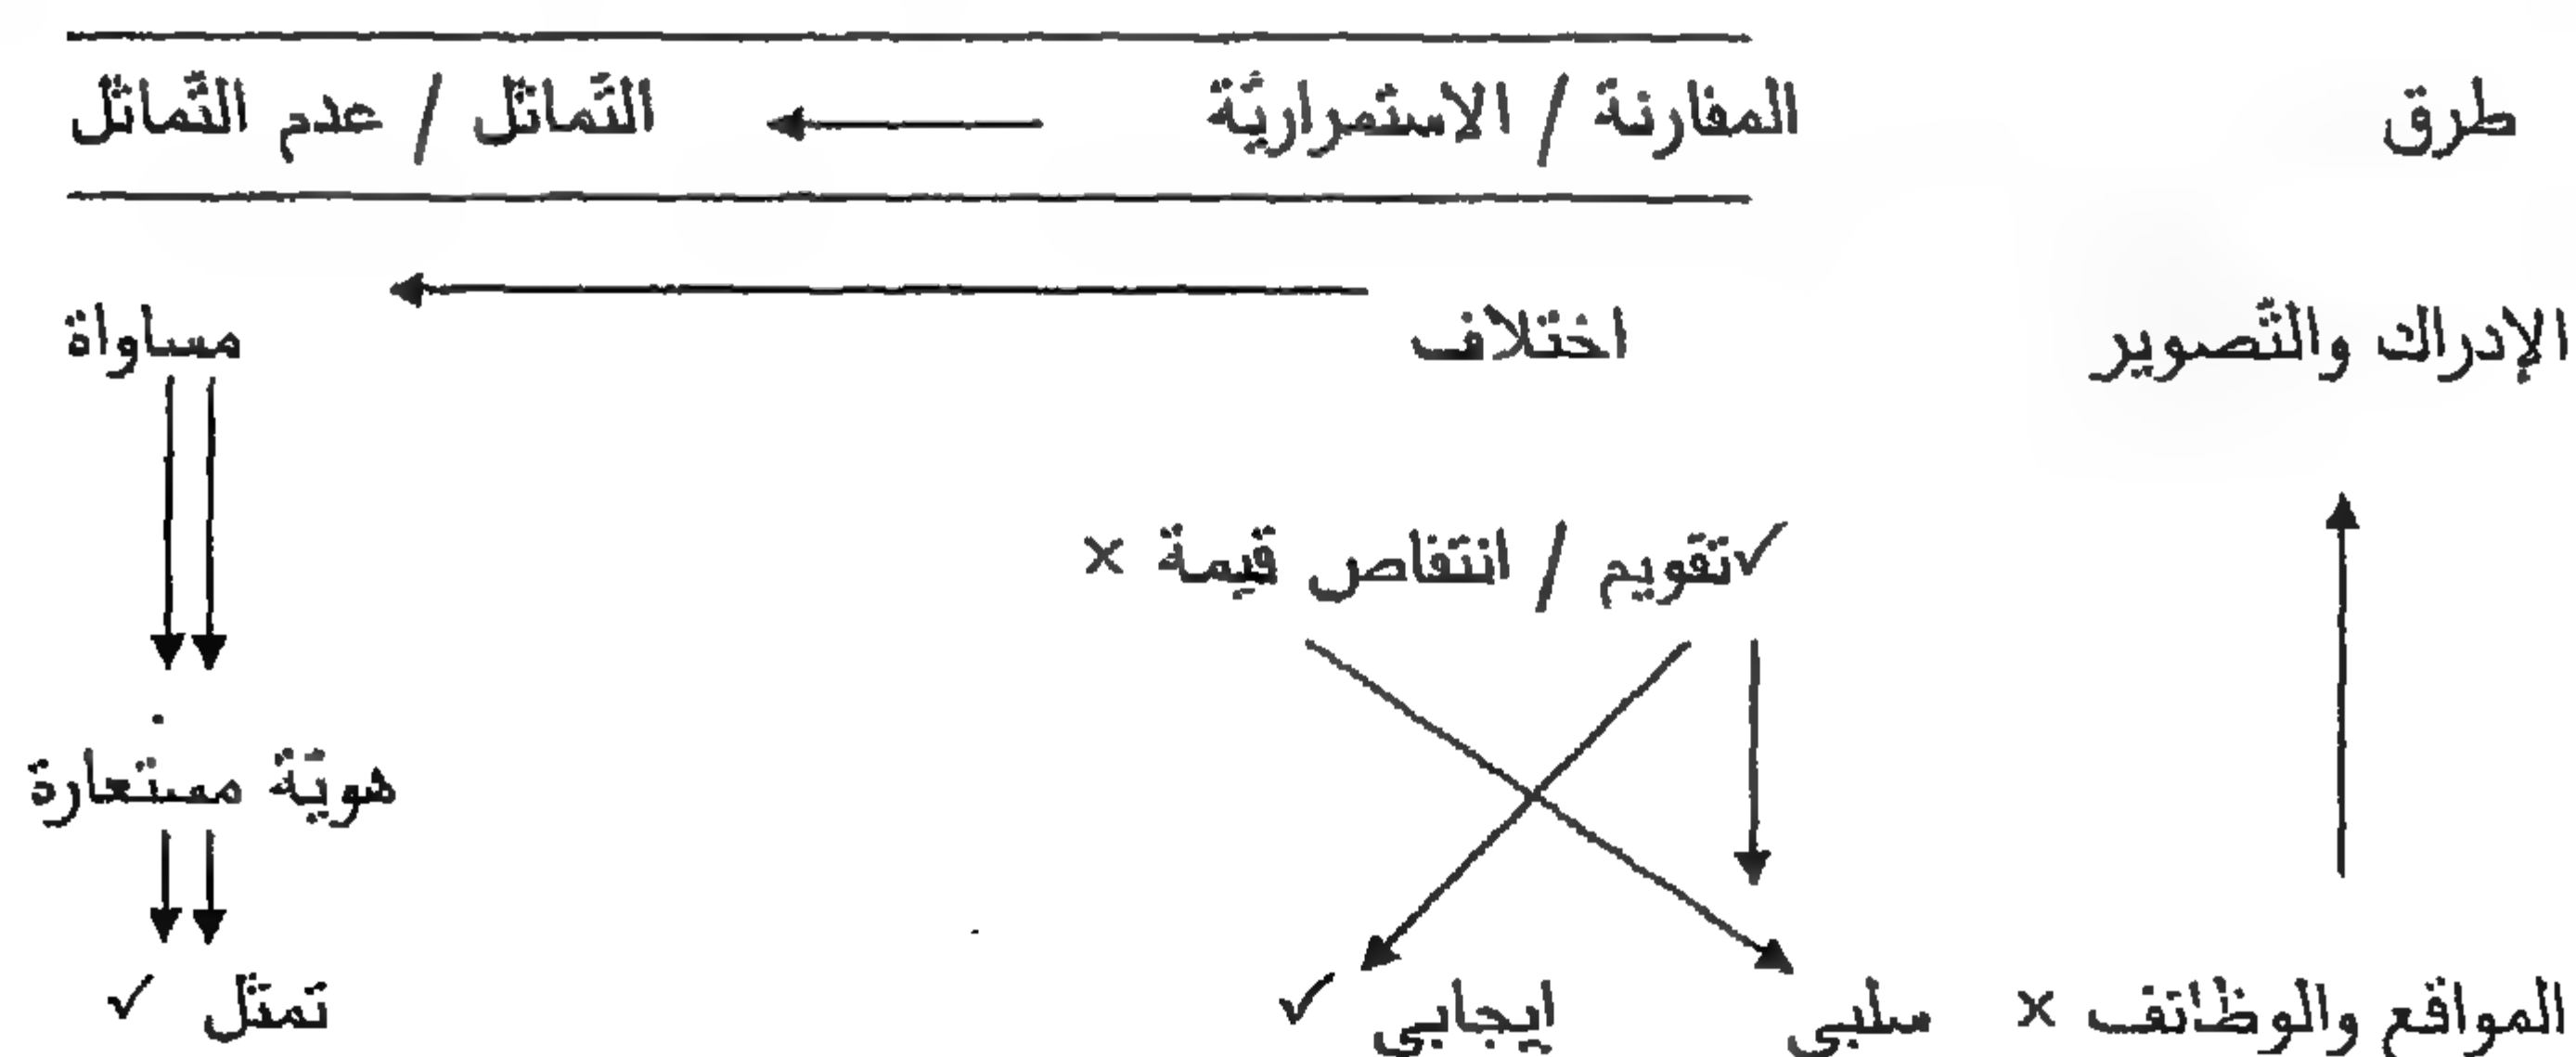 طرق المفارنة / الاستمراريّة التّماثل / عدم التّماثل
الإدراك والتّصوير اختلاف مساواة
✓تقويم / انتقاص قيمة ×
هويّة مستعارة
المواقع والوظائف × سلبي ايجابي ✓ تمثل ✓